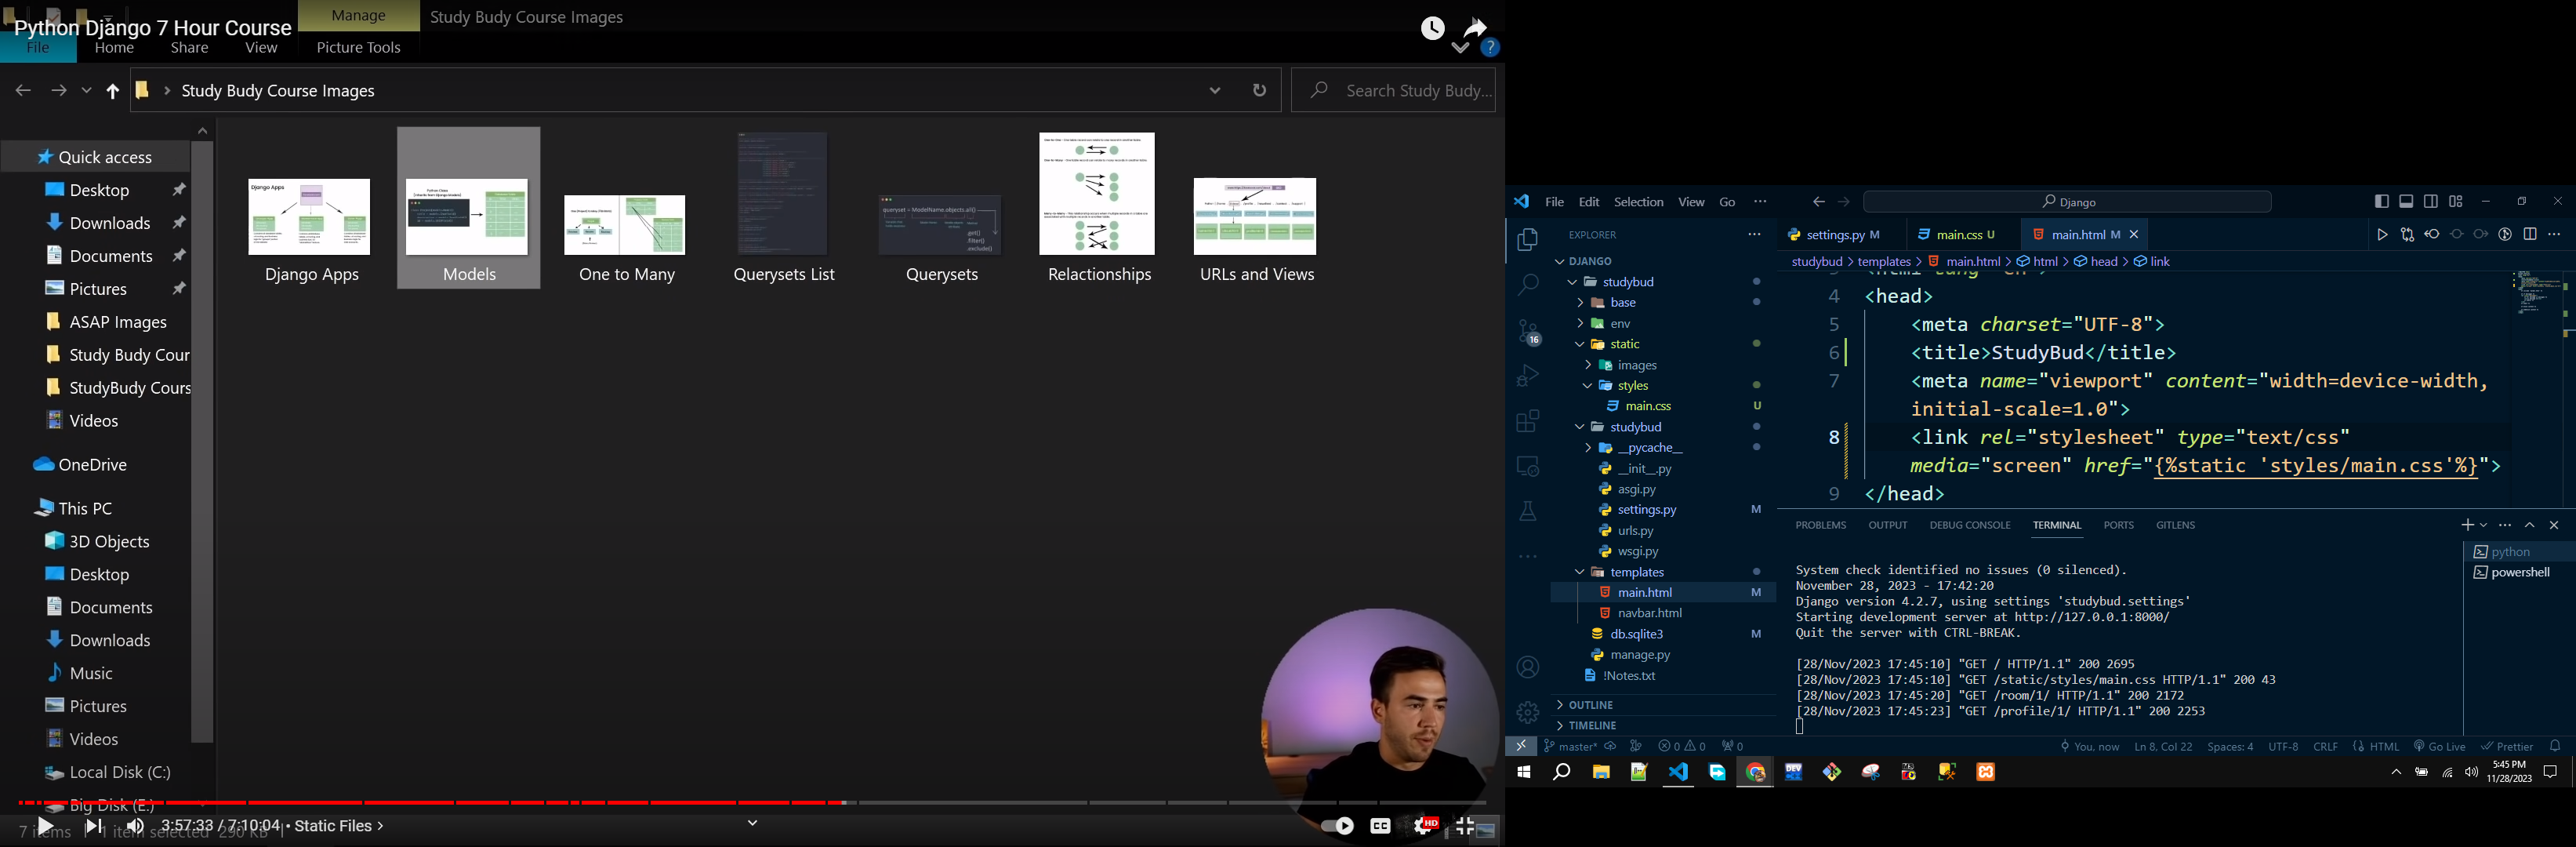 Python Django 7 Hour Course
Manage
Study Budy Course Images
File
Home
Share
View
Picture Tools
Study Budy Course Images
Search Study Budy...
Quick access
Desktop
Downloads
Documents
Pictures
ASAP Images
Study Budy Cour
StudyBudy Cours
Videos
OneDrive
This PC
3D Objects
Desktop
Documents
Downloads
Music
Pictures
Videos
Local Disk (C:)
Big Disk (E:)
Django Apps
Models
One to Many
Querysets List
Querysets
Relactionships
URLs and Views
Django Apps
queryset = ModelName.objects.all()
.get()
.filter()
.exclude()
7 items
1 item selected 290 KB
3:57:33 / 7:10:04 • Static Files >
CC
HD
File Edit Selection View Go ...
Django
EXPLORER
DJANGO
studybud
base
env
static
images
styles
main.css U
studybud
__pycache__
__init__.py
asgi.py
settings.py M
urls.py
wsgi.py
templates
main.html M
navbar.html
db.sqlite3 M
manage.py
!Notes.txt
OUTLINE
TIMELINE
16
settings.py M
main.css U
main.html M
studybud > templates > main.html > html > head > link
4 <head>
5 <meta charset="UTF-8">
6 <title>StudyBud</title>
7 <meta name="viewport" content="width=device-width,
initial-scale=1.0">
8 <link rel="stylesheet" type="text/css"
media="screen" href="{%static 'styles/main.css'%}">
9 </head>
PROBLEMS OUTPUT DEBUG CONSOLE TERMINAL PORTS GITLENS
python
powershell
System check identified no issues (0 silenced).
November 28, 2023 - 17:42:20
Django version 4.2.7, using settings 'studybud.settings'
Starting development server at http://127.0.0.1:8000/
Quit the server with CTRL-BREAK.
[28/Nov/2023 17:45:10] "GET / HTTP/1.1" 200 2695
[28/Nov/2023 17:45:10] "GET /static/styles/main.css HTTP/1.1" 200 43
[28/Nov/2023 17:45:20] "GET /room/1/ HTTP/1.1" 200 2172
[28/Nov/2023 17:45:23] "GET /profile/1/ HTTP/1.1" 200 2253
master*
0 0
0
You, now
Ln 8, Col 22
Spaces: 4
UTF-8
CRLF
HTML
Go Live
Prettier
5:45 PM
11/28/2023